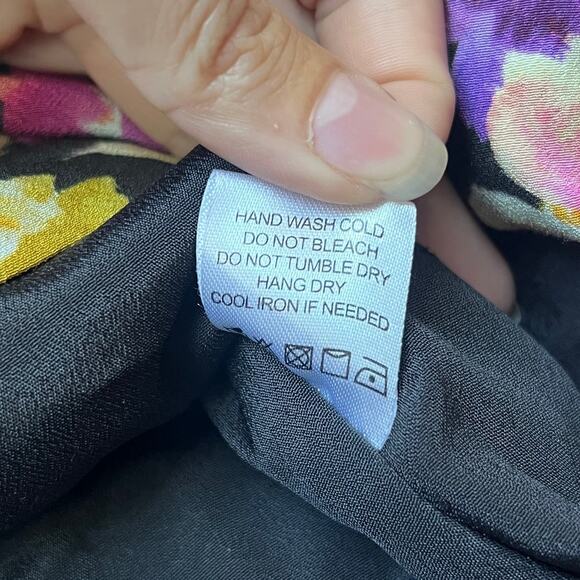 HAND WASH COLD
DO NOT BLEACH
DO NOT TUMBLE DRY
HANG DRY
COOL IRON IF NEEDED